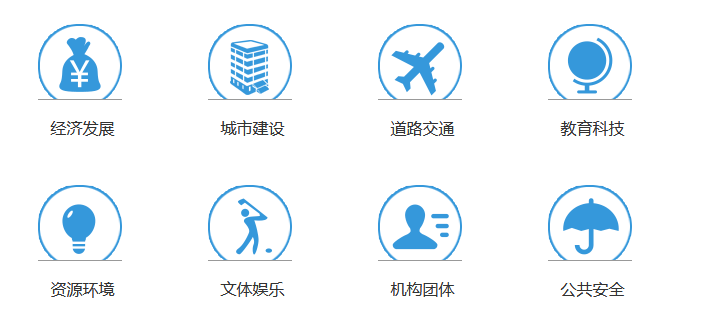 ¥
经济发展
城市建设
道路交通
教育科技
资源环境
文体娱乐
机构团体
公共安全